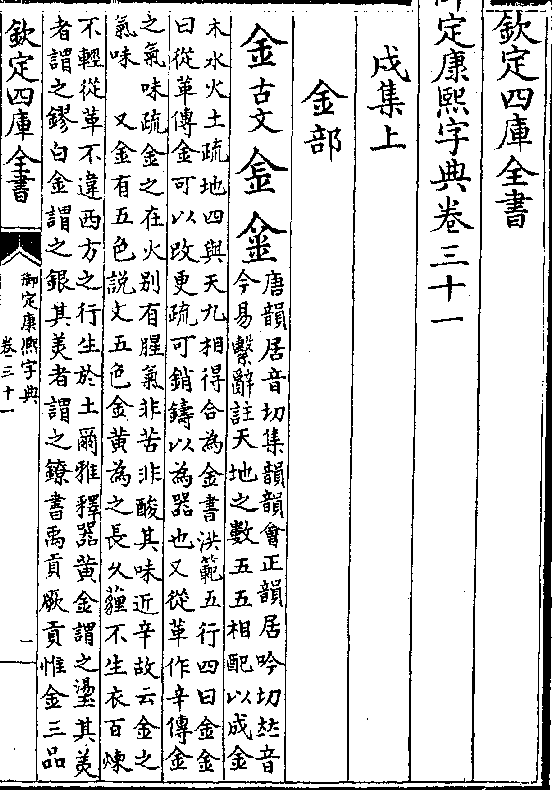 欽定四庫全書
御定康熙字典卷三十一
戌集上
金部
金古文𨤾𠉩唐韻居音切集韻韻會正韻居吟切𠀤音
今易繫辭註天地之數五五相配以成金
木水火土疏地四與天九相得合為金書洪範五行四曰金金
曰從革傳金可以改更疏可銷鑄以為器也又從革作辛傳金
之氣味疏金之在火别有腥氣非苦非酸其味近辛故云金之
氣味 又金有五色説文五色金黄為之長久薶不生衣百煉
不輕從革不違西方之行生於土爾雅釋器黄金謂之璗其美
者謂之鏐白金謂之銀其美者謂之鐐書禹貢厥貢惟金三品
欽定四庫全書
御定康熙字典
卷三十一
一